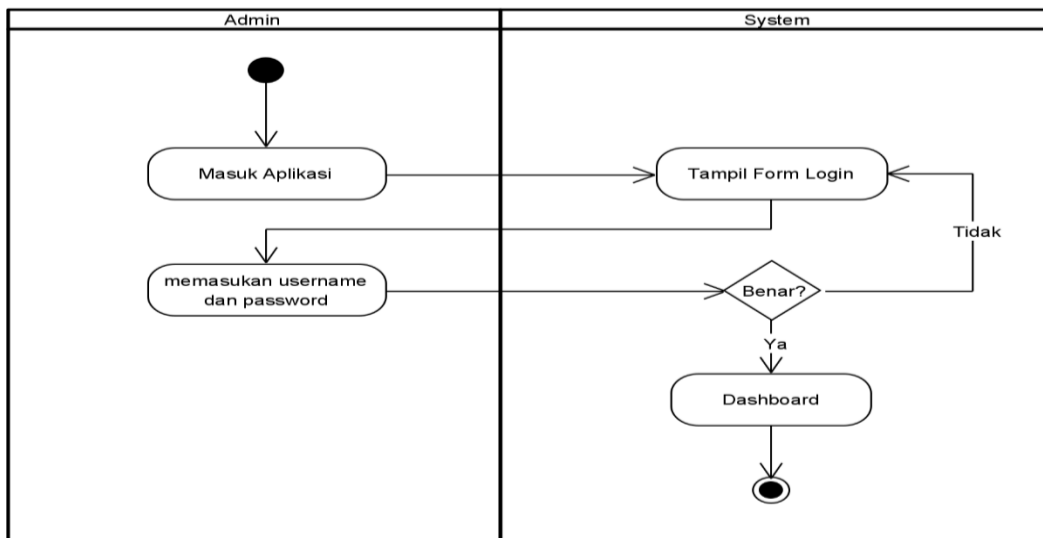 Admin
System
Masuk Aplikasi
Tampil Form Login
Tidak
memasukan username
dan password
Benar?
Ya
Dashboard